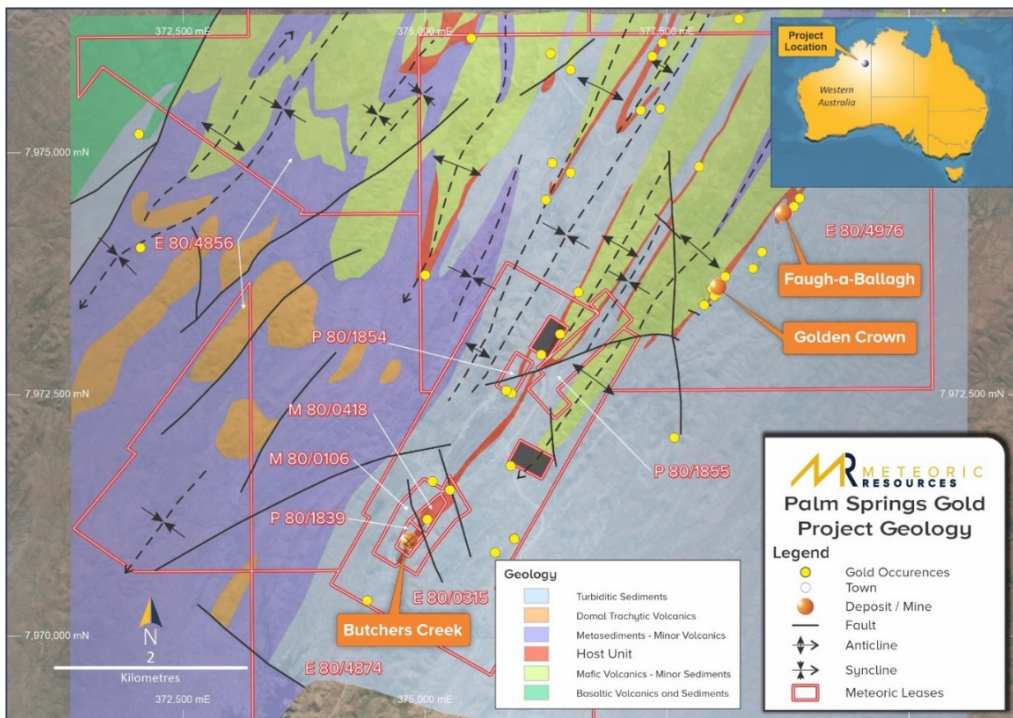 372,500 mE
375,000 mE
377,500 mE
Project
Location
Western
Australia
7,975,000 mN
E 80/4856
E 80/4976
Faugh-a-Ballagh
Golden Crown
P 80/1854
7,972,500 mN
7,972,500 mN
M 80/0418
M 80/0106
P 80/1855
P 80/1839
E 80/0315
Butchers Creek
E 80/4874
7,970,000 mN
N
2
Kilometres
372,500 mE
375,000 mE
Geology
Turbiditic Sediments
Domal Trachytic Volcanics
Metasediments - Minor Volcanics
Host Unit
Mafic Volcanics - Minor Sediments
Basaltic Volcanics and Sediments
METEORIC
RESOURCES
Palm Springs Gold
Project Geology
Legend
Gold Occurences
Town
Deposit / Mine
Fault
Anticline
Syncline
Meteoric Leases